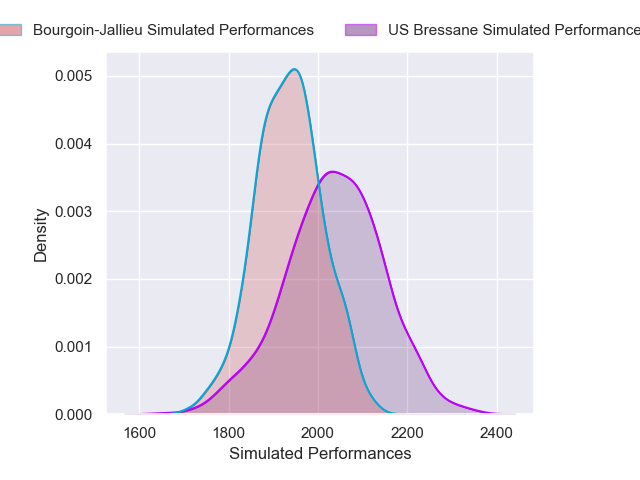 Bourgoin-Jallieu Simulated Performances
US Bressane Simulated Performance
0.005
0.004
0.003
0.002
0.001
0.000
Density
1600 1800 2000 2200 2400
Simulated Performances